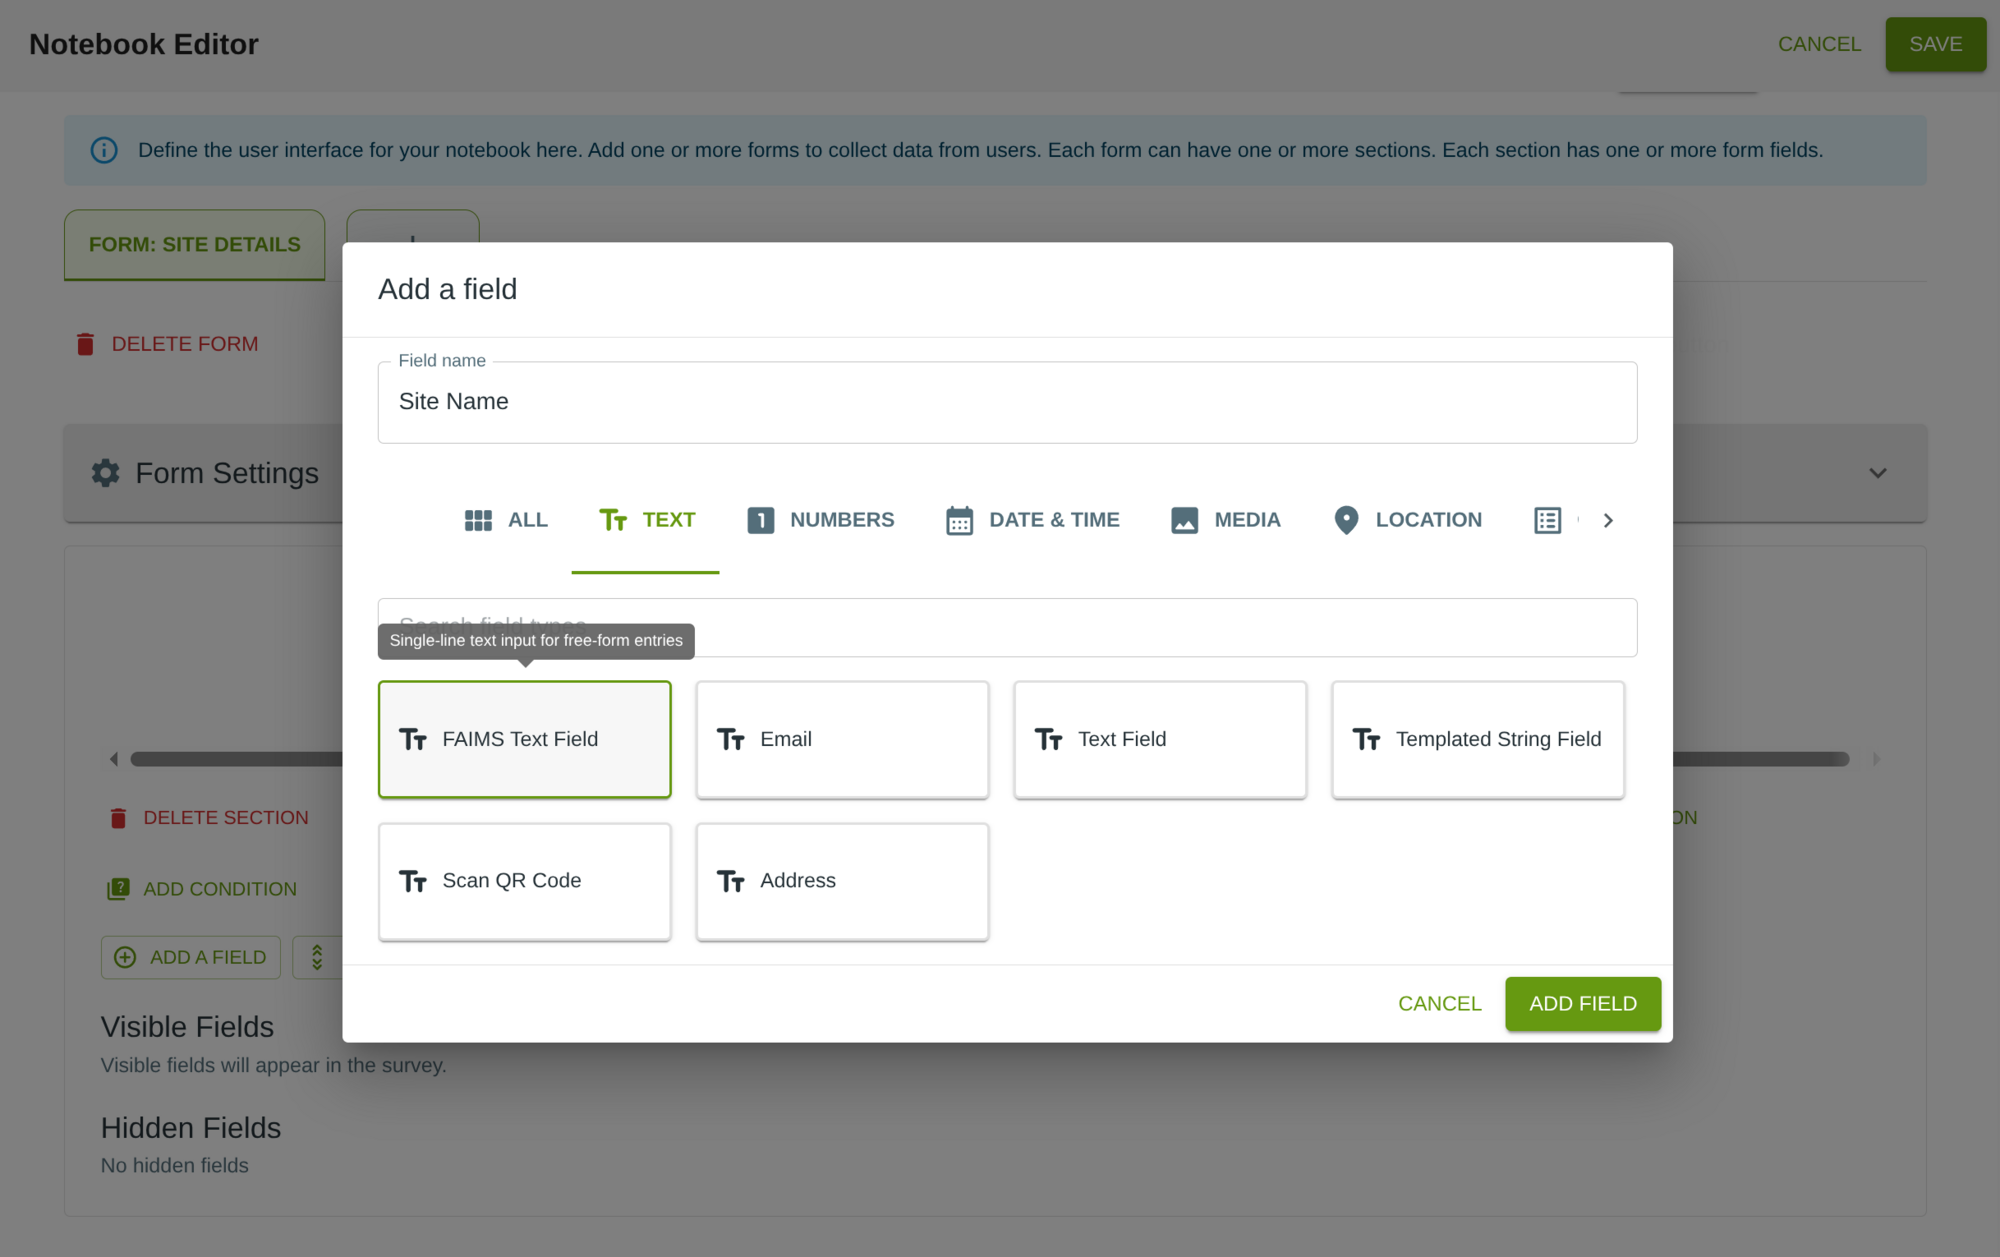 Notebook Editor
CANCEL
SAVE
Define the user interface for your notebook here. Add one or more forms to collect data from users. Each form can have one or more sections. Each section has one or more form fields.
FORM: SITE DETAILS
DELETE FORM
Form Settings
Add a field
Field name
Site Name
ALL
TEXT
NUMBERS
DATE & TIME
MEDIA
LOCATION
Search field types
Single-line text input for free-form entries
FAIMS Text Field
Email
Text Field
Templated String Field
Scan QR Code
Address
CANCEL
ADD FIELD
DELETE SECTION
ADD CONDITION
ADD A FIELD
Visible Fields
Visible fields will appear in the survey.
Hidden Fields
No hidden fields